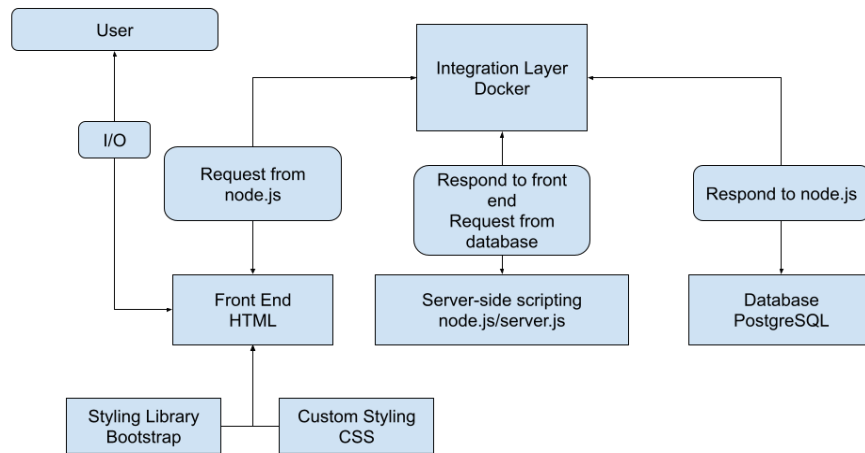 User
Integration Layer
Docker
I/O
Request from
node.js
Respond to front
end
Request from
database
Respond to node.js
Front End
HTML
Server-side scripting
node.js/server.js
Database
PostgreSQL
Styling Library
Bootstrap
Custom Styling
CSS